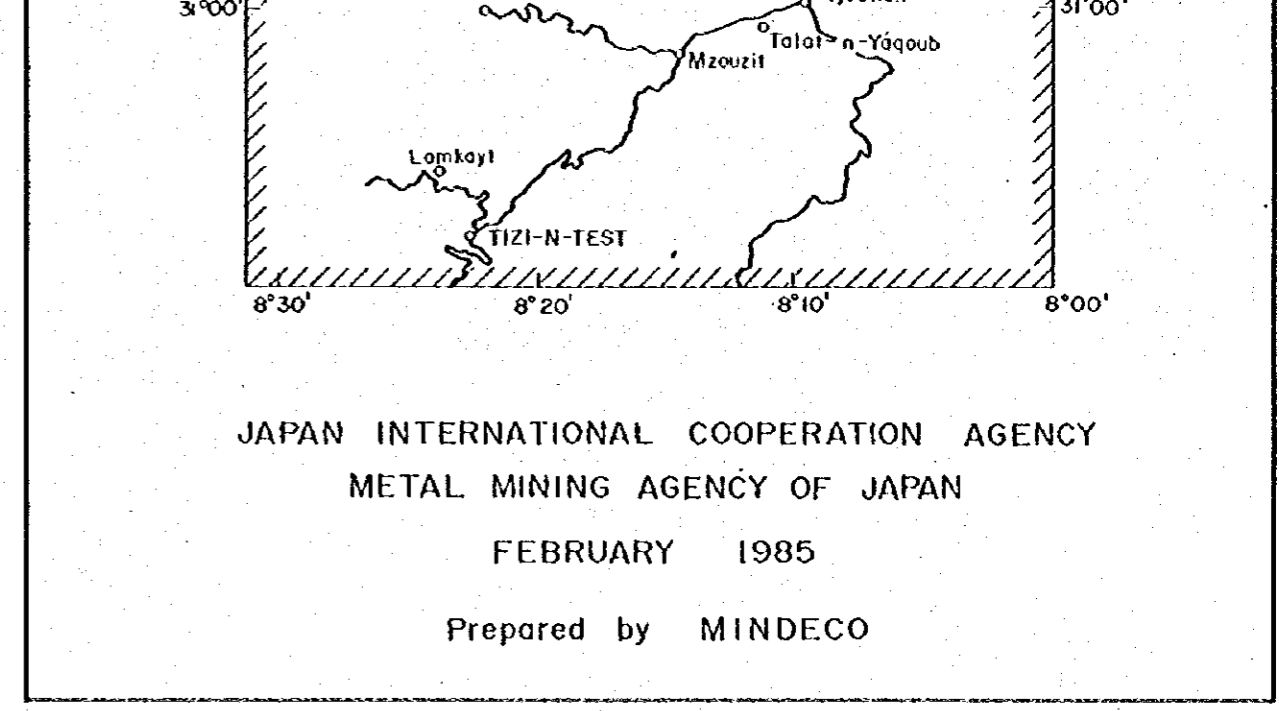 31°00'
31°00'
Talat-n-Yáqoub
Mzouzit
Lomkayt
TIZI-N-TEST
8°30' 8°20' 8°10' 8°00'
JAPAN INTERNATIONAL COOPERATION AGENCY
METAL MINING AGENCY OF JAPAN
FEBRUARY 1985
Prepared by MINDECO